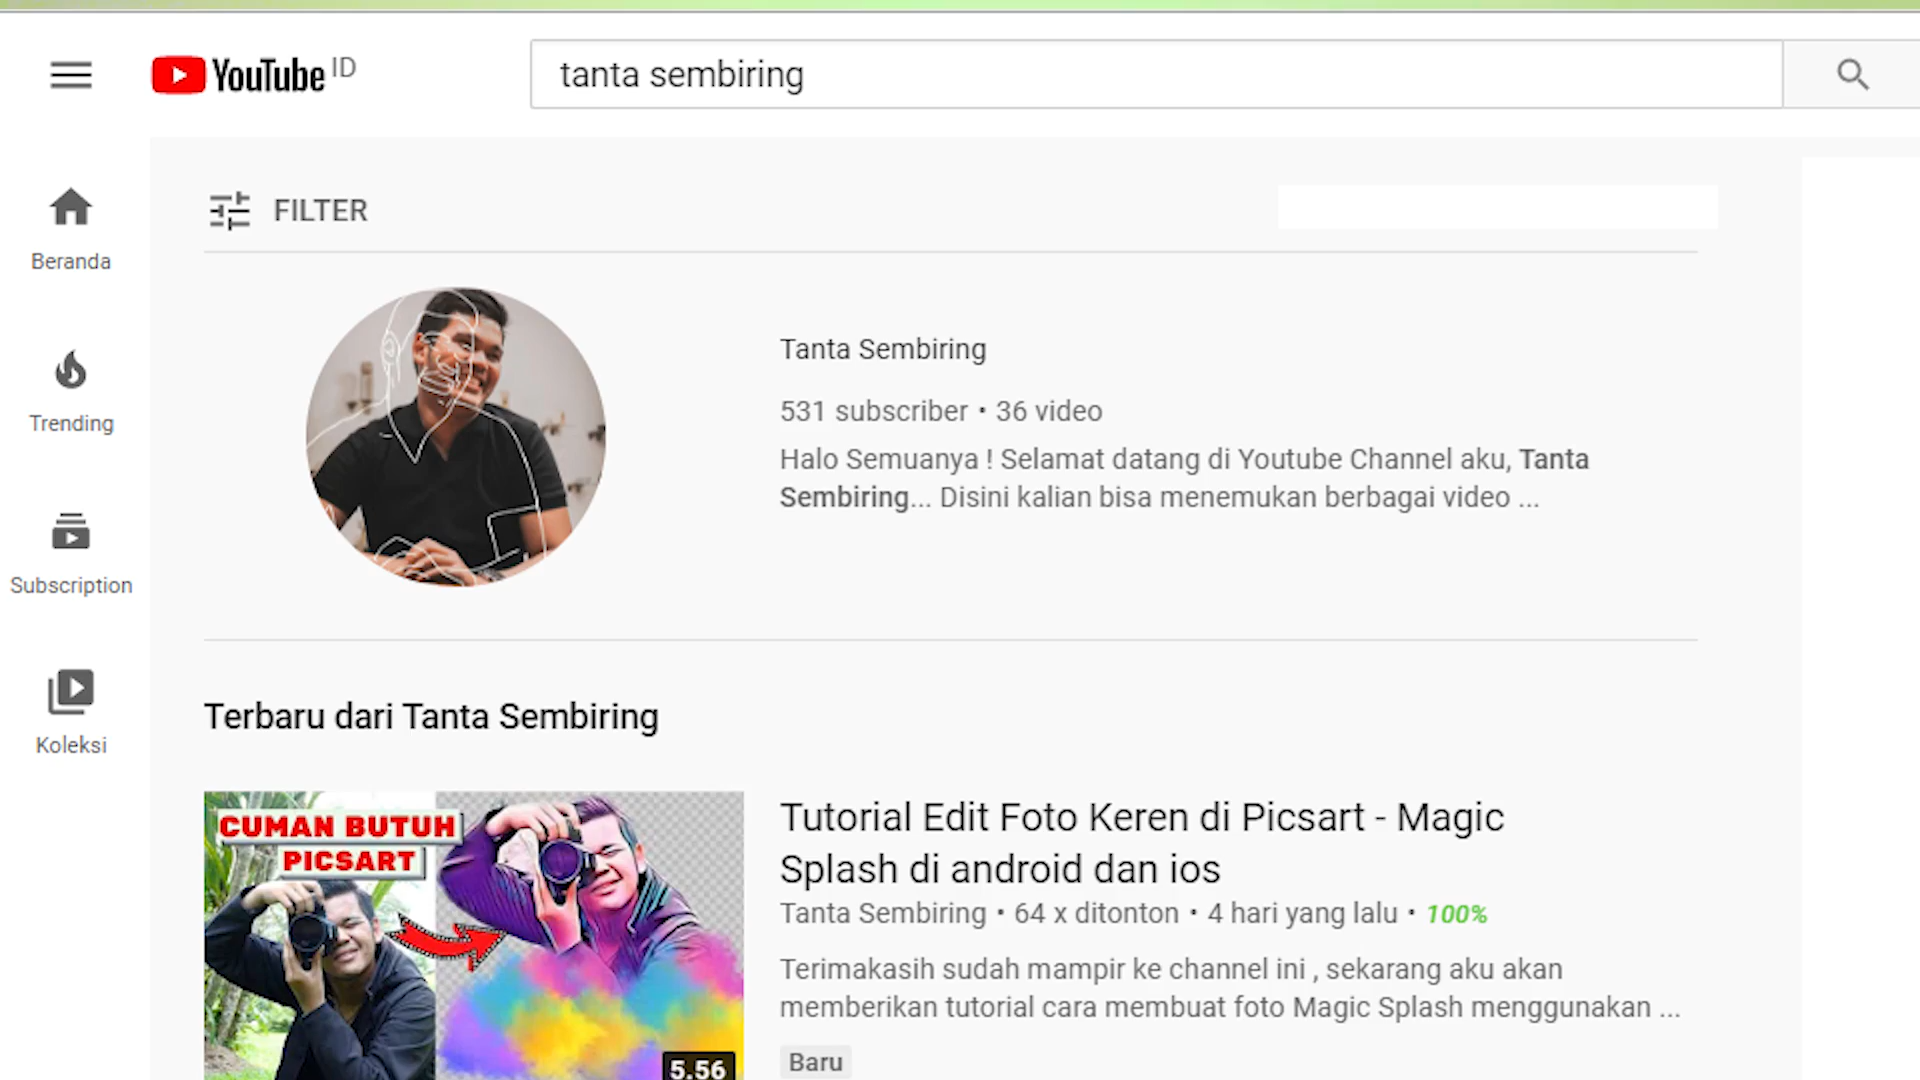 YouTube ID
tanta sembiring
FILTER
Beranda
Trending
Subscription
Koleksi
Tanta Sembiring
531 subscriber • 36 video
Halo Semuanya ! Selamat datang di Youtube Channel aku, Tanta
Sembiring... Disini kalian bisa menemukan berbagai video ...
Terbaru dari Tanta Sembiring
CUMAN BUTUH
PICSART
5.56
Tutorial Edit Foto Keren di Picsart - Magic
Splash di android dan ios
Tanta Sembiring • 64 x ditonton • 4 hari yang lalu • 100%
Terimakasih sudah mampir ke channel ini , sekarang aku akan
memberikan tutorial cara membuat foto Magic Splash menggunakan ...
Baru